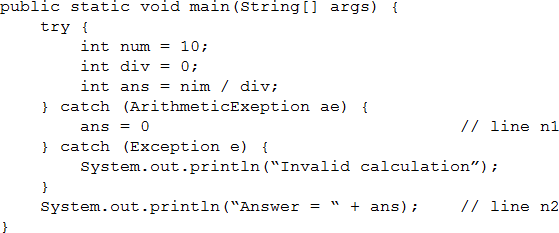 public static void main(String[] args) {
    try {
        int num = 10;
        int div = 0;
        int ans = nim / div;
    } catch (ArithmeticExeption ae) {
        ans = 0                               // line n1
    } catch (Exception e) {
        System.out.println(“Invalid calculation”);
    }
    System.out.println(“Answer = “ + ans);    // line n2
}